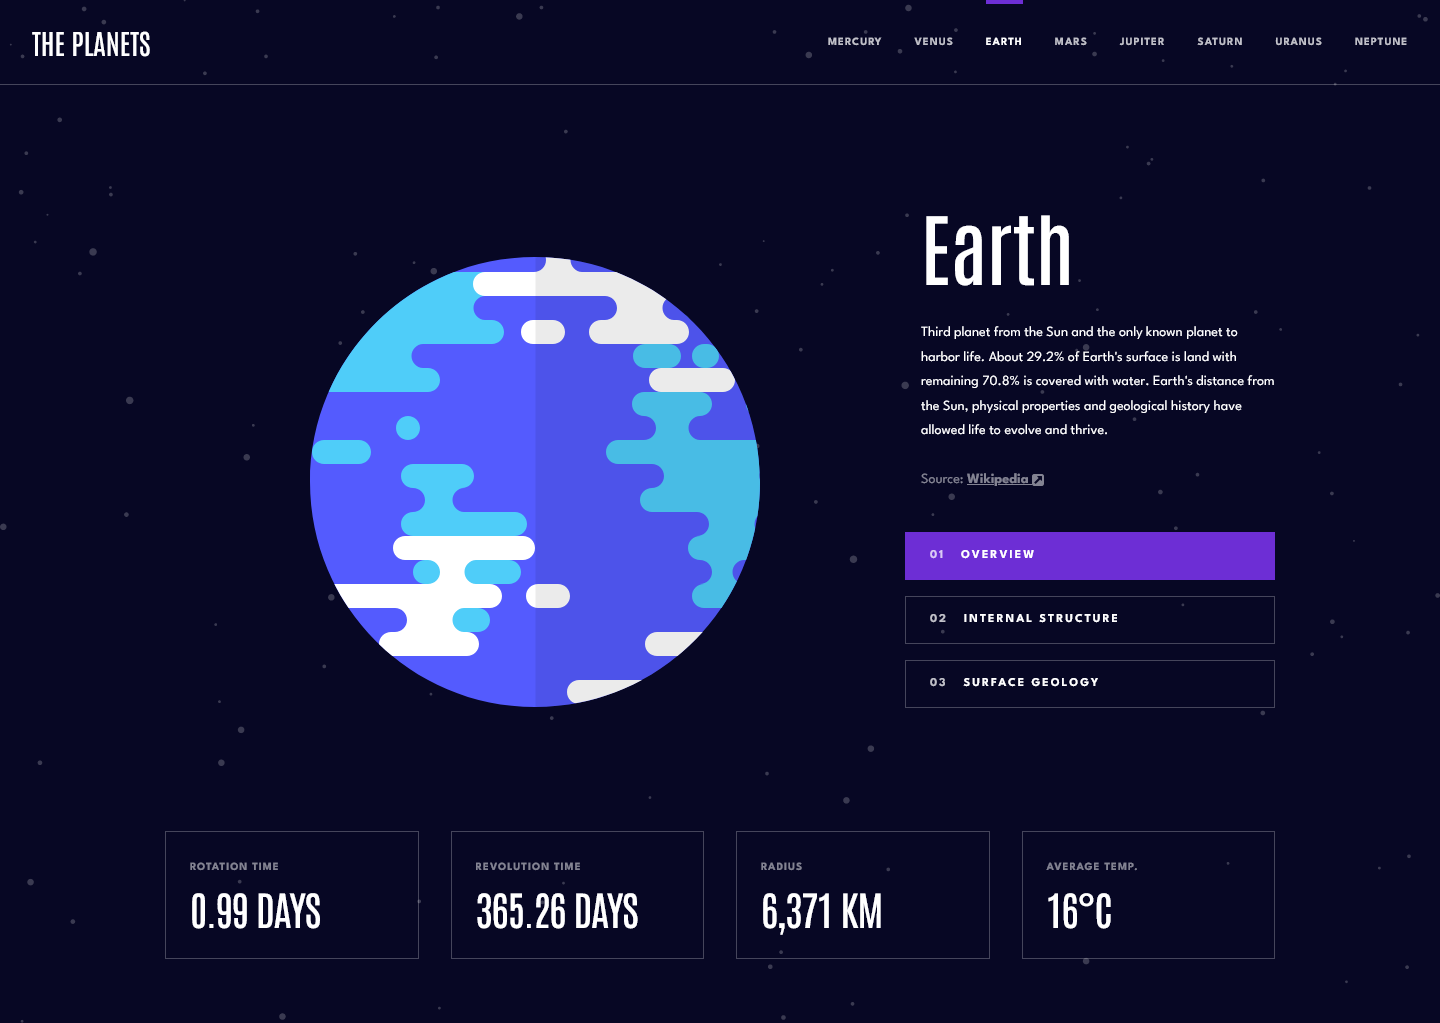 THE PLANETS
MERCURY VENUS EARTH MARS JUPITER SATURN URANUS NEPTUNE
Earth
Third planet from the Sun and the only known planet to
harbor life. About 29.2% of Earth's surface is land with
remaining 70.8% is covered with water. Earth's distance from
the Sun, physical properties and geological history have
allowed life to evolve and thrive.
Source: Wikipedia
01 OVERVIEW
02 INTERNAL STRUCTURE
03 SURFACE GEOLOGY
ROTATION TIME
0.99 DAYS
REVOLUTION TIME
365.26 DAYS
RADIUS
6,371 KM
AVERAGE TEMP.
16°C